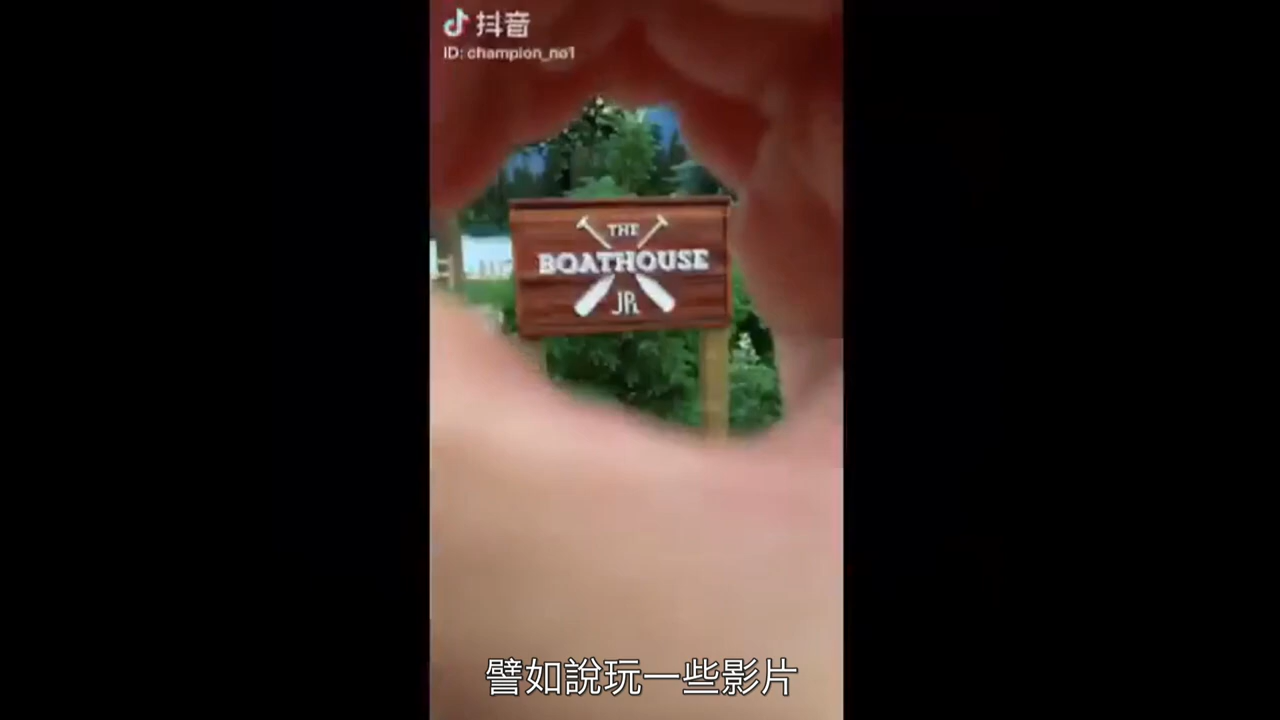 抖音
ID: champion_no1
THE
BOATHOUSE
JR.
譬如說玩一些影片